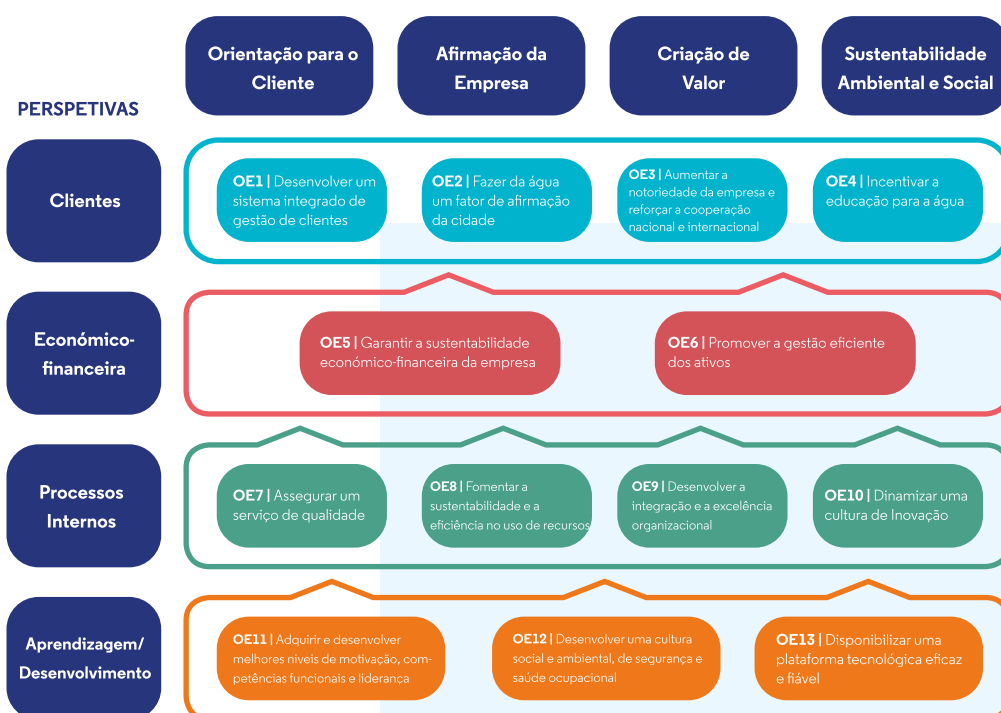 Orientação para o
Cliente
Afirmação da
Empresa
Criação de
Valor
Sustentabilidade
Ambiental e Social
PERSPETIVAS
Clientes
OE1 | Desenvolver um
sistema integrado de
gestão de clientes
OE2 | Fazer da água
um fator de afirmação
da cidade
OE3 | Aumentar a
notoriedade da empresa e
reforçar a cooperação
nacional e internacional
OE4 | Incentivar a
educação para a água
Económico-
financeira
OE5 | Garantir a sustentabilidade
económico-financeira da empresa
OE6 | Promover a gestão eficiente
dos ativos
Processos
Internos
OE7 | Assegurar um
serviço de qualidade
OE8 | Fomentar a
sustentabilidade e a
eficiência no uso de recursos
OE9 | Desenvolver a
integração e a excelência
organizacional
OE10 | Dinamizar uma
cultura de Inovação
Aprendizagem/
Desenvolvimento
OE11 | Adquirir e desenvolver
melhores niveis de motivação, com-
petências funcionais e liderança
OE12 | Desenvolver uma cultura
social e ambiental, de segurança e
saúde ocupacional
OE13 | Disponibilizar uma
plataforma tecnológica eficaz
e fiável